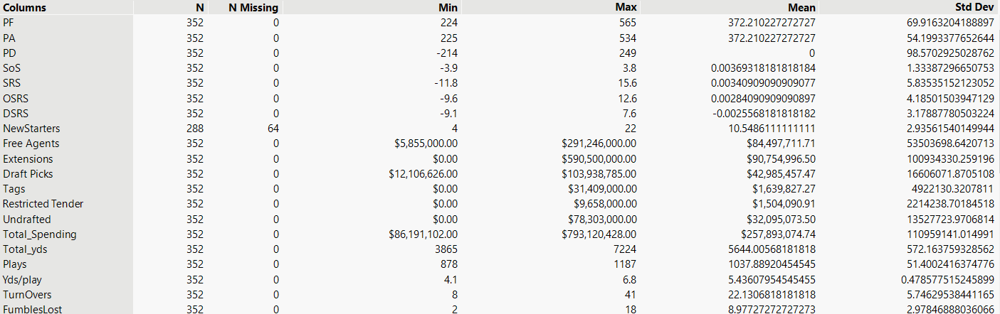 Columns N N Missing Min Max Mean Std Dev
PF 352 0 224 565 372.210227272727 69.9163204188897
PA 352 0 225 534 372.210227272727 54.1993377652644
PD 352 0 -214 249 0 98.5702925028762
SoS 352 0 -3.9 3.8 0.00369318181818184 1.33387296650753
SRS 352 0 -11.8 15.6 0.00340909090909077 5.83535152123052
OSRS 352 0 -9.6 12.6 0.00284090909090897 4.18501503947129
DSRS 352 0 -9.1 7.6 -0.0025568181818182 3.17887780503224
NewStarters 288 64 4 22 10.5486111111111 2.93561540149944
Free Agents 352 0 $5,855,000.00 $291,246,000.00 $84,497,711.71 53503698.6420713
Extensions 352 0 $0.00 $590,500,000.00 $90,754,996.50 100934330.259196
Draft Picks 352 0 $12,106,626.00 $103,938,785.00 $42,985,457.47 16606071.8705108
Tags 352 0 $0.00 $31,409,000.00 $1,639,827.27 4922130.3207811
Restricted Tender 352 0 $0.00 $9,658,000.00 $1,504,090.91 2214238.70184518
Undrafted 352 0 $0.00 $78,303,000.00 $32,095,073.50 13527723.9706814
Total_Spending 352 0 $86,191,102.00 $793,120,428.00 $257,893,074.74 110959141.014991
Total_yds 352 0 3865 7224 5644.00568181818 572.163759328562
Plays 352 0 878 1187 1037.88920454545 51.4002416374776
Yds/play 352 0 4.1 6.8 5.43607954545455 0.478577515245899
TurnOvers 352 0 8 41 22.1306818181818 5.74629538441165
FumblesLost 352 0 2 18 8.97727272727273 2.97846888036066